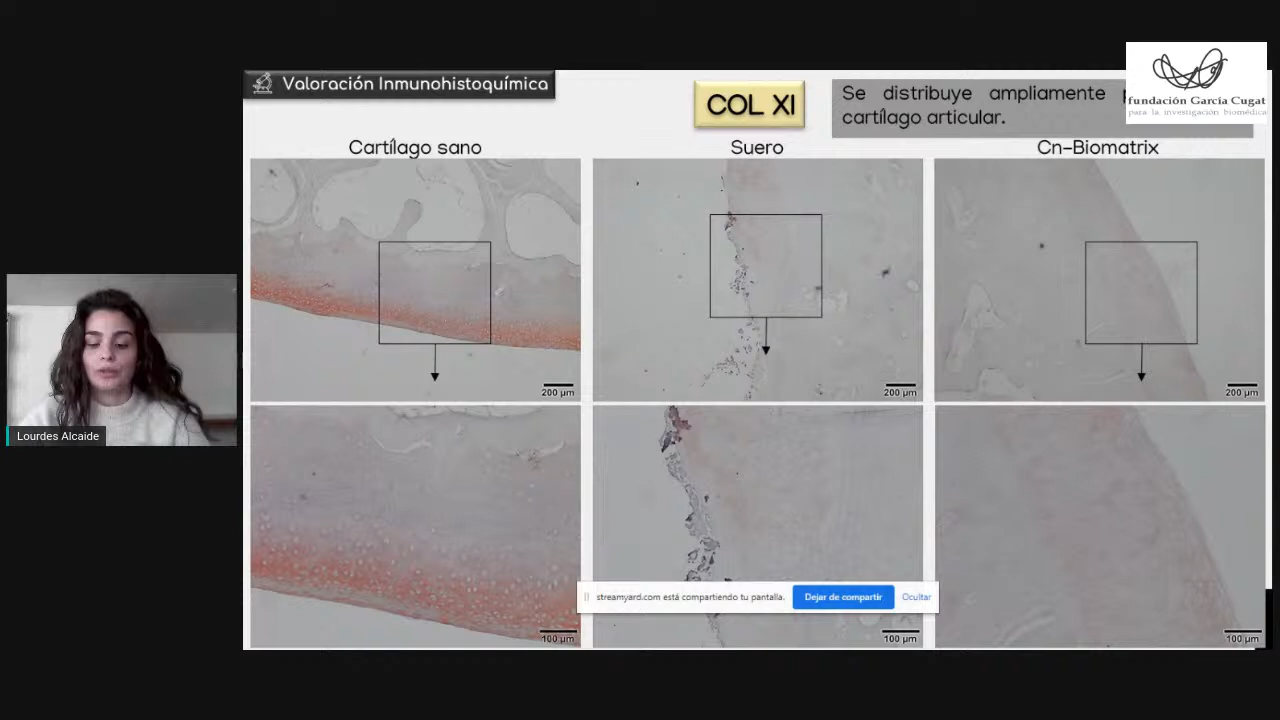 Valoración Inmunohistoquímica
COL XI
Se distribuye ampliamente
cartílago articular.
fundación García Cugat
para la investigación biomédica
Cartílago sano
Suero
Cn-Biomatrix
200 µm
200 µm
200 µm
Lourdes Alcaide
streamyard.com está compartiendo tu pantalla.
Dejar de compartir
Ocultar
100 µm
100 µm
100 µm